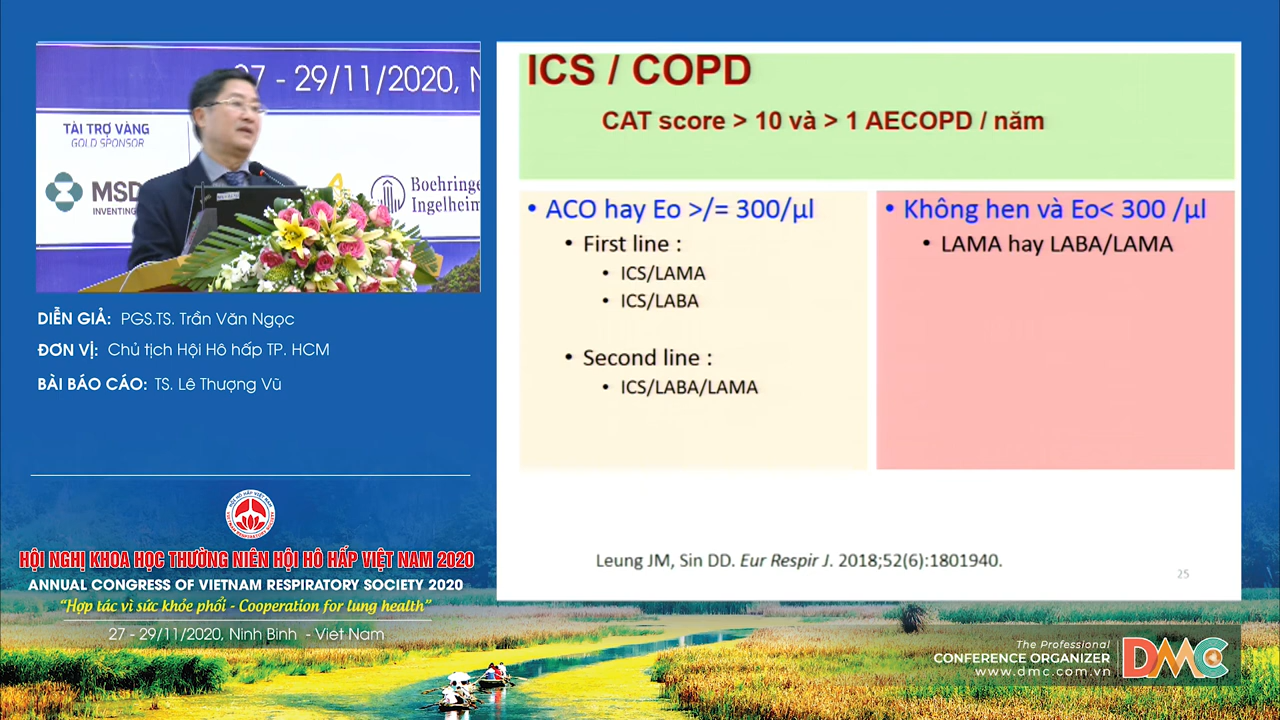 27 - 29/11/2020, N
TÀI TRỢ VÀNG
GOLD SPONSOR
MSD
INVENTING
Boehringe
Ingelheim
DIỄN GIẢ: PGS.TS. Trần Văn Ngọc
ĐƠN VỊ: Chủ tịch Hội Hô hấp TP. HCM
BÀI BÁO CÁO: TS. Lê Thượng Vũ
HỘI NGHỊ KHOA HỌC THƯỜNG NIÊN HỘI HÔ HẤP VIỆT NAM 2020
ANNUAL CONGRESS OF VIETNAM RESPIRATORY SOCIETY 2020
“Hợp tác vì sức khỏe phổi - Cooperation for lung health”
27 - 29/11/2020, Ninh Binh - Viet Nam
ICS / COPD
CAT score > 10 và > 1 AECOPD / năm
• ACO hay Eo >/= 300/µl
• First line :
• ICS/LAMA
• ICS/LABA
• Second line :
• ICS/LABA/LAMA
• Không hen và Eo< 300 /µl
• LAMA hay LABA/LAMA
Leung JM, Sin DD. Eur Respir J. 2018;52(6):1801940.
25
The Professional
CONFERENCE ORGANIZER
www.dmc.com.vn
DMC